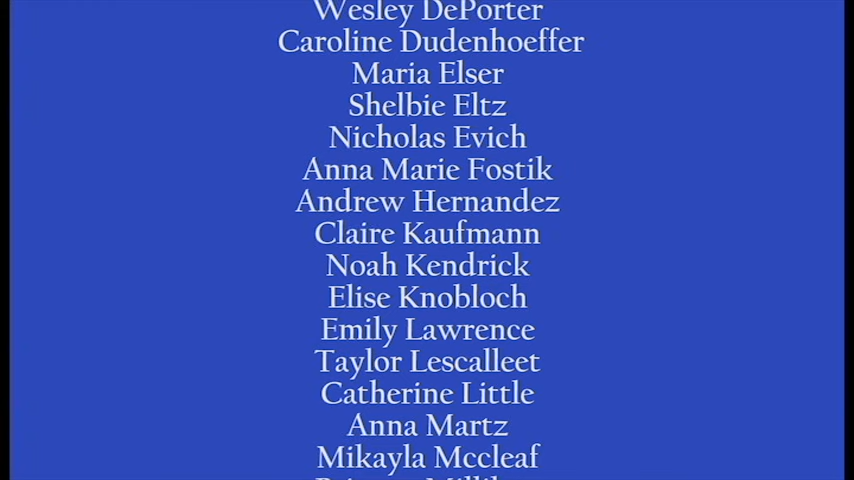 Wesley DePorter
Caroline Dudenhoeffer
Maria Elser
Shelbie Eltz
Nicholas Evich
Anna Marie Fostik
Andrew Hernandez
Claire Kaufmann
Noah Kendrick
Elise Knobloch
Emily Lawrence
Taylor Lescalleet
Catherine Little
Anna Martz
Mikayla Mccleaf